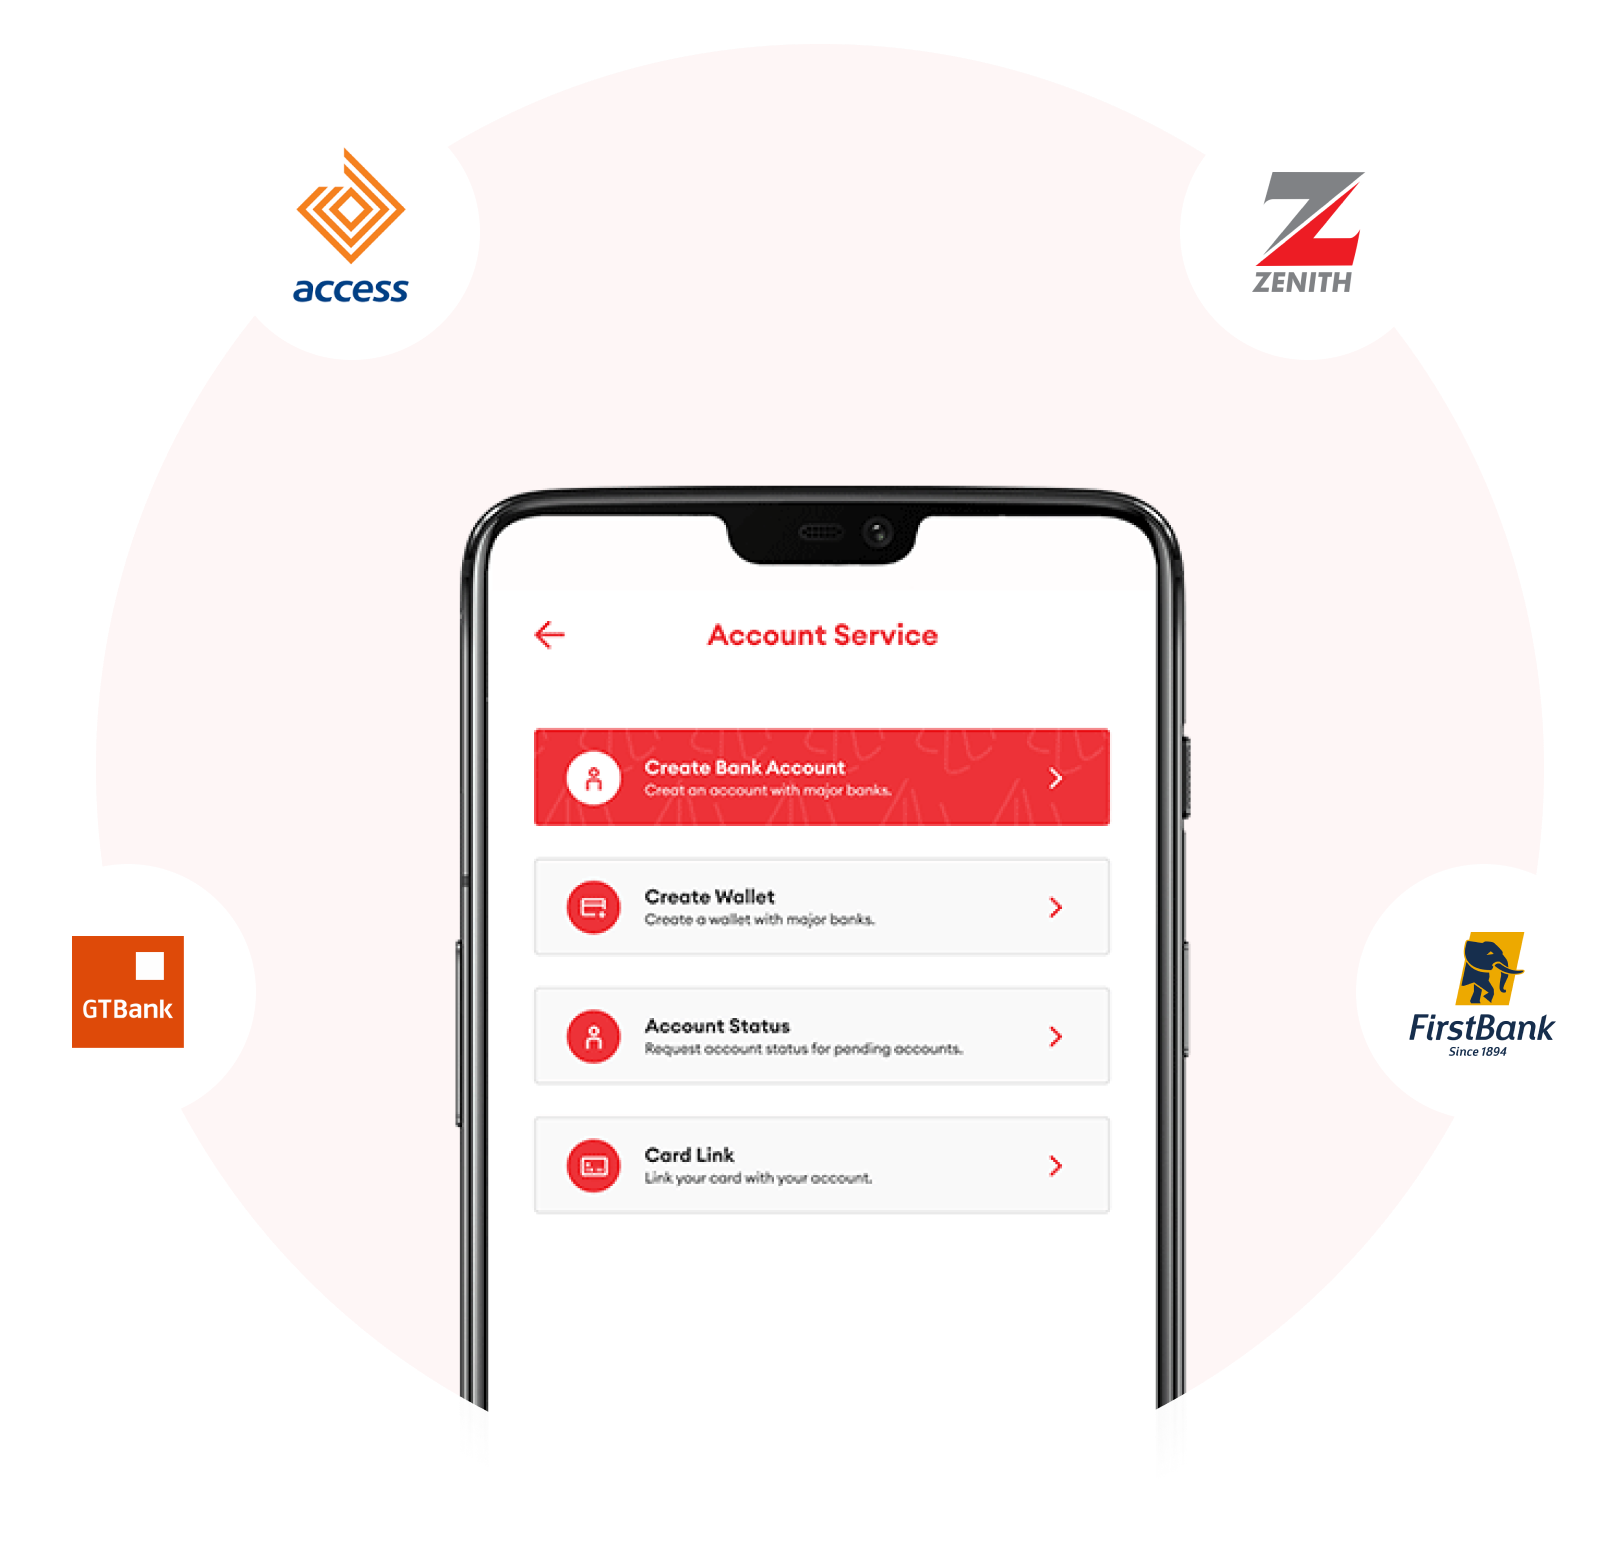 access
ZENITH
Account Service
Create Bank Account
Creat an account with major banks.
Create Wallet
Create a wallet with major banks.
GTBank
FirstBank
Since 1894
Account Status
Request account status for pending accounts.
Card Link
Link your card with your account.